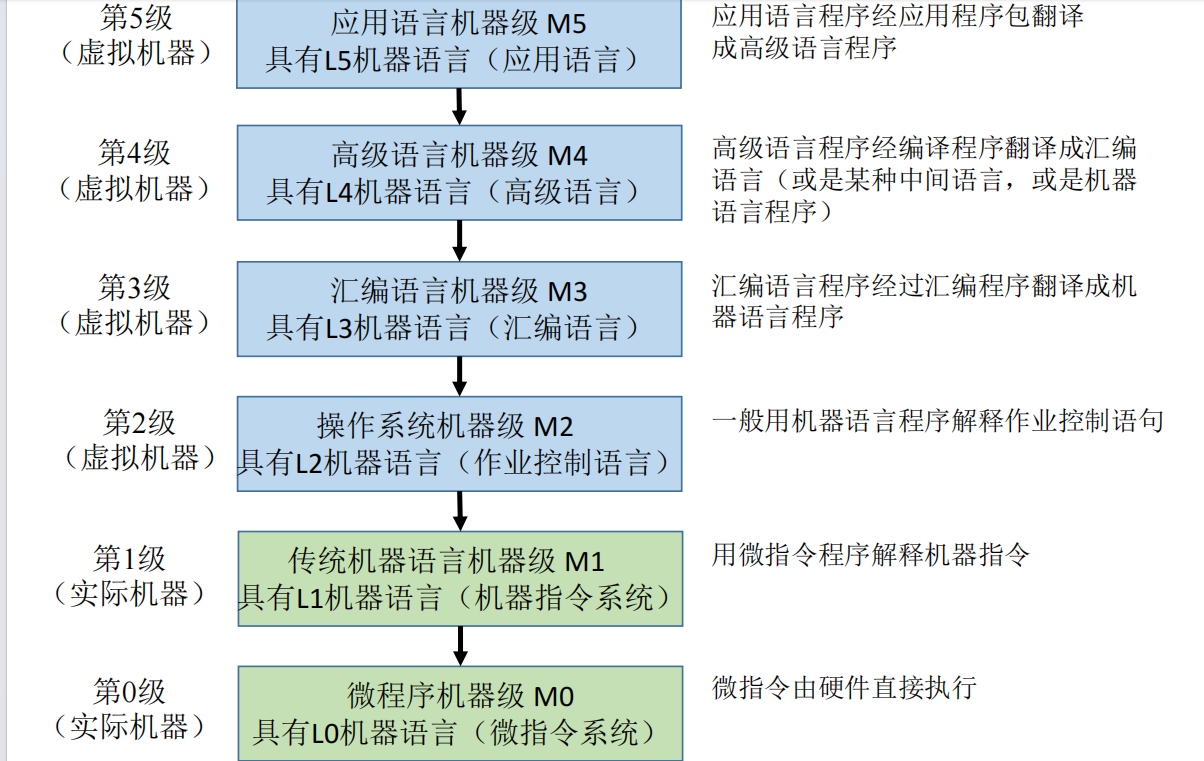 第5级
（虚拟机器）
应用语言机器级 M5
具有L5机器语言（应用语言）
应用语言程序经应用程序包翻译
成高级语言程序
第4级
（虚拟机器）
高级语言机器级 M4
具有L4机器语言（高级语言）
高级语言程序经编译程序翻译成汇编
语言（或是某种中间语言，或是机器
语言程序）
第3级
（虚拟机器）
汇编语言机器级 M3
具有L3机器语言（汇编语言）
汇编语言程序经过汇编程序翻译成机
器语言程序
第2级
（虚拟机器）
操作系统机器级 M2
具有L2机器语言（作业控制语言）
一般用机器语言程序解释作业控制语句
第1级
（实际机器）
传统机器语言机器级 M1
具有L1机器语言（机器指令系统）
用微指令程序解释机器指令
第0级
（实际机器）
微程序机器级 M0
具有L0机器语言（微指令系统）
微指令由硬件直接执行